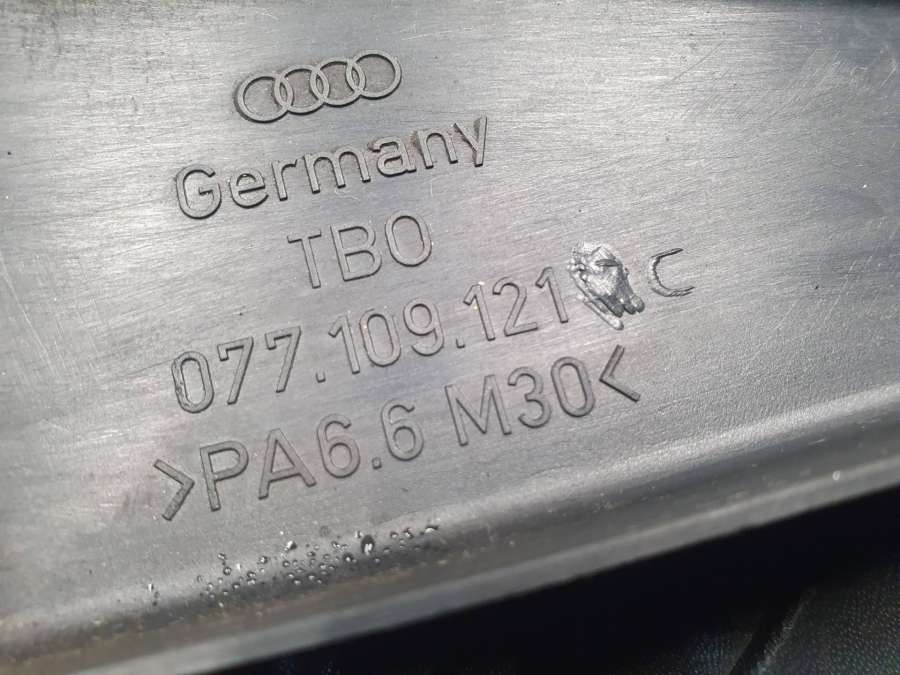 Germany
TBO
077.109.121 C
>PA6.6 M30<